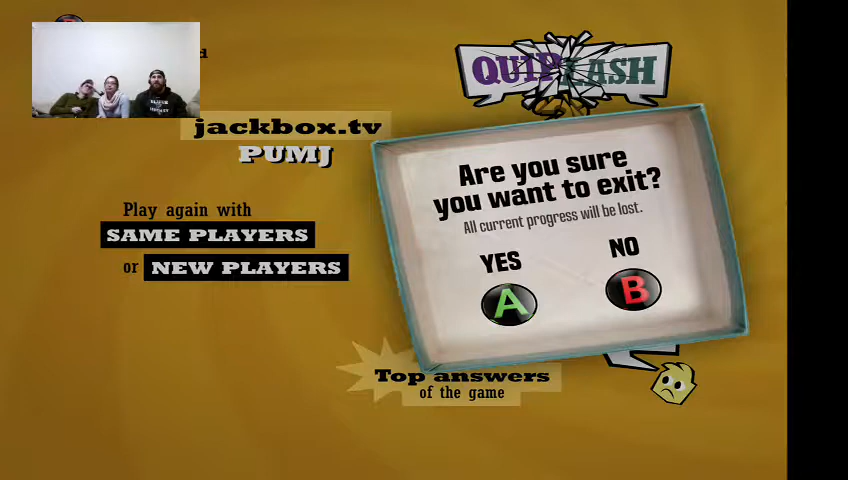 QUIPLASH
jackbox.tv
PUMJ
Are you sure
you want to exit?
All current progress will be lost.
YES
NO
A
B
Play again with
SAME PLAYERS
or NEW PLAYERS
Top answers
of the game